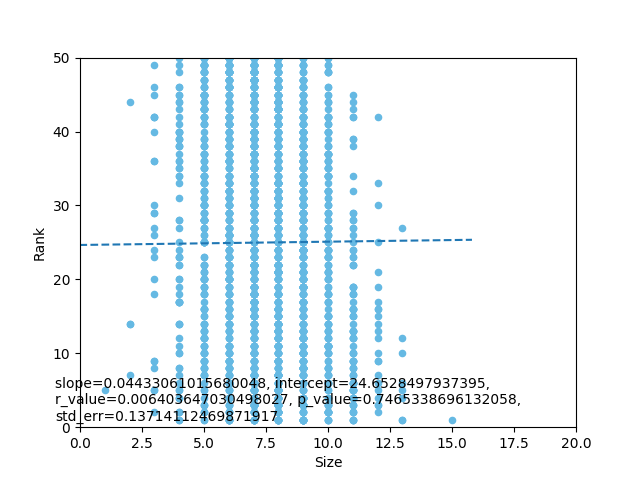 50
40
30
20
10
0
Rank
slope=0.04433061015680048, intercept=24.6528497937395,
r_value=0.006403647030498027, p_value=0.7465338696132058,
std_err=0.13714112469871917
0.0 2.5 5.0 7.5 10.0 12.5 15.0 17.5 20.0
Size